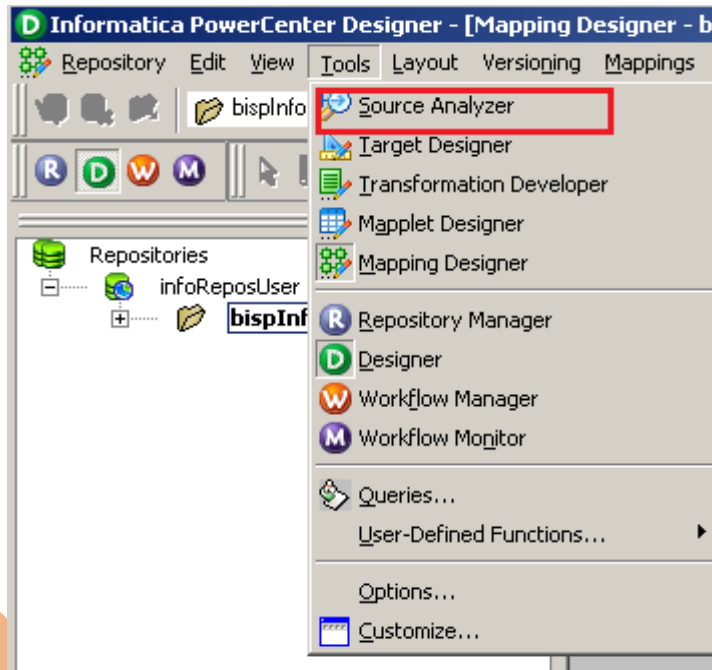 Informatica PowerCenter Designer - [Mapping Designer - b
Repository Edit View Tools Layout Versioning Mappings
bispInfo
Source Analyzer
Target Designer
Transformation Developer
Mapplet Designer
Mapping Designer
Repository Manager
Designer
Workflow Manager
Workflow Monitor
Queries...
User-Defined Functions...
Options...
Customize...
R D W M
Repositories
infoReposUser
bispInf